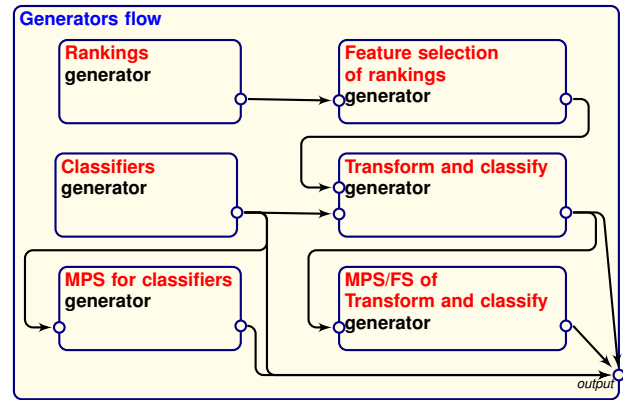 Generators flow
Rankings
generator
Feature selection
of rankings
generator
Classifiers
generator
Transform and classify
generator
MPS for classifiers
generator
MPS/FS of
Transform and classify
generator
output